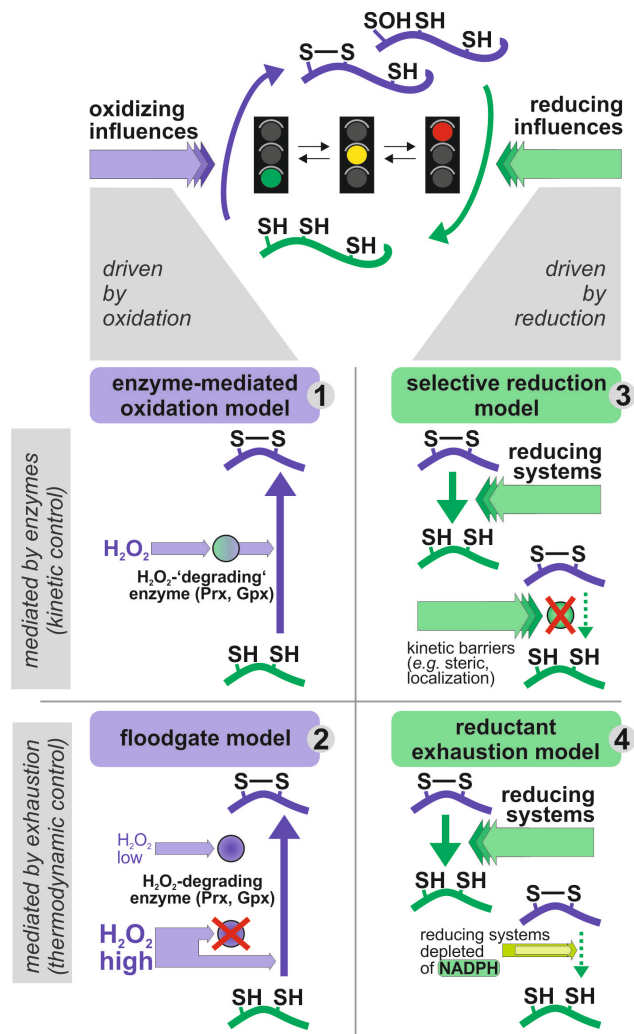 SOHSH
S—S
SH
SH
oxidizing
influences
reducing
influences
SH SH
SH
driven
by
oxidation
driven
by
reduction
enzyme-mediated
oxidation model
1
selective reduction
model
3
mediated by enzymes
(kinetic control)
S—S
H₂O₂
H₂O₂-‘degrading‘
enzyme (Prx, Gpx)
SH SH
S—S
reducing
systems
SH SH
S—S
kinetic barriers
(e.g. steric,
localization)
SH SH
floodgate model
2
reductant
exhaustion model
4
mediated by exhaustion
(thermodynamic control)
S—S
H₂O₂
low
H₂O₂-degrading
enzyme (Prx, Gpx)
H₂O₂
high
SH SH
S—S
reducing
systems
SH SH
S—S
reducing systems
depleted
of NADPH
SH SH